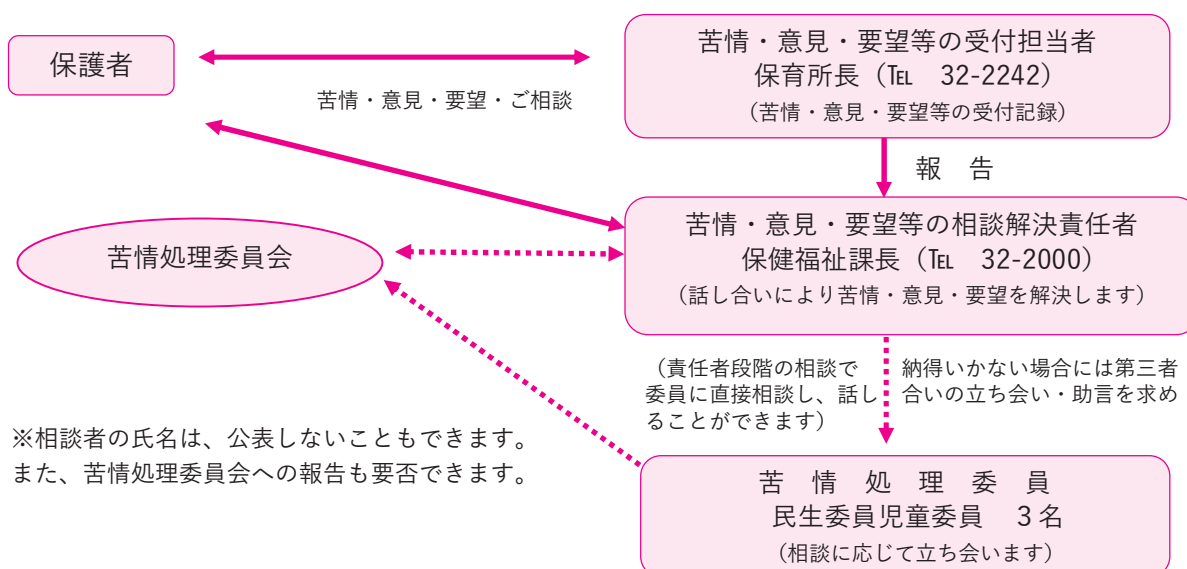 保護者
苦情・意見・要望・ご相談
苦情・意見・要望等の受付担当者
保育所長（℡　32-2242）
（苦情・意見・要望等の受付記録）
報　告
苦情・意見・要望等の相談解決責任者
保健福祉課長（℡　32-2000）
（話し合いにより苦情・意見・要望を解決します）
苦情処理委員会
（責任者段階の相談で　納得いかない場合には第三者
委員に直接相談し、話し　合いの立ち会い・助言を求め
ることができます）
※相談者の氏名は、公表しないこともできます。
また、苦情処理委員会への報告も要否できます。
苦　情　処　理　委　員
民生委員児童委員　３名
（相談に応じて立ち会います）